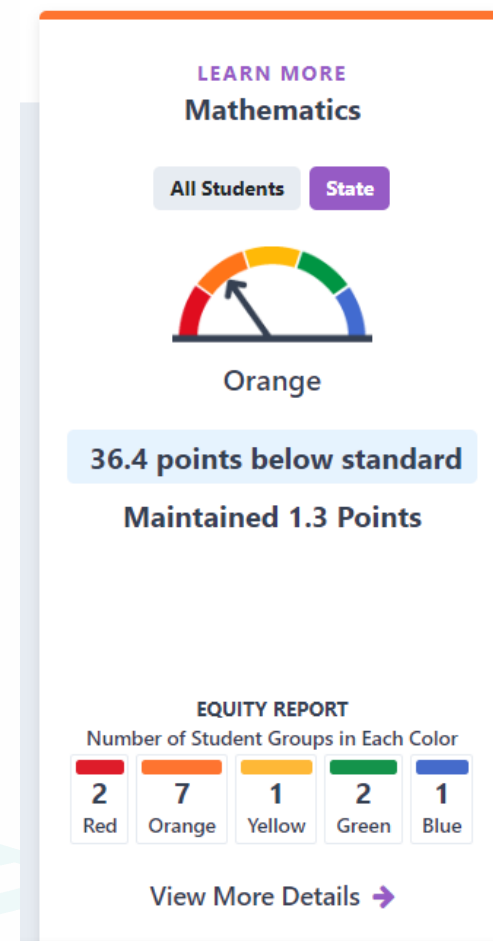 LEARN MORE
Mathematics
All Students State
Orange
36.4 points below standard
Maintained 1.3 Points
EQUITY REPORT
Number of Student Groups in Each Color
2 7 1 2 1
Red Orange Yellow Green Blue
View More Details